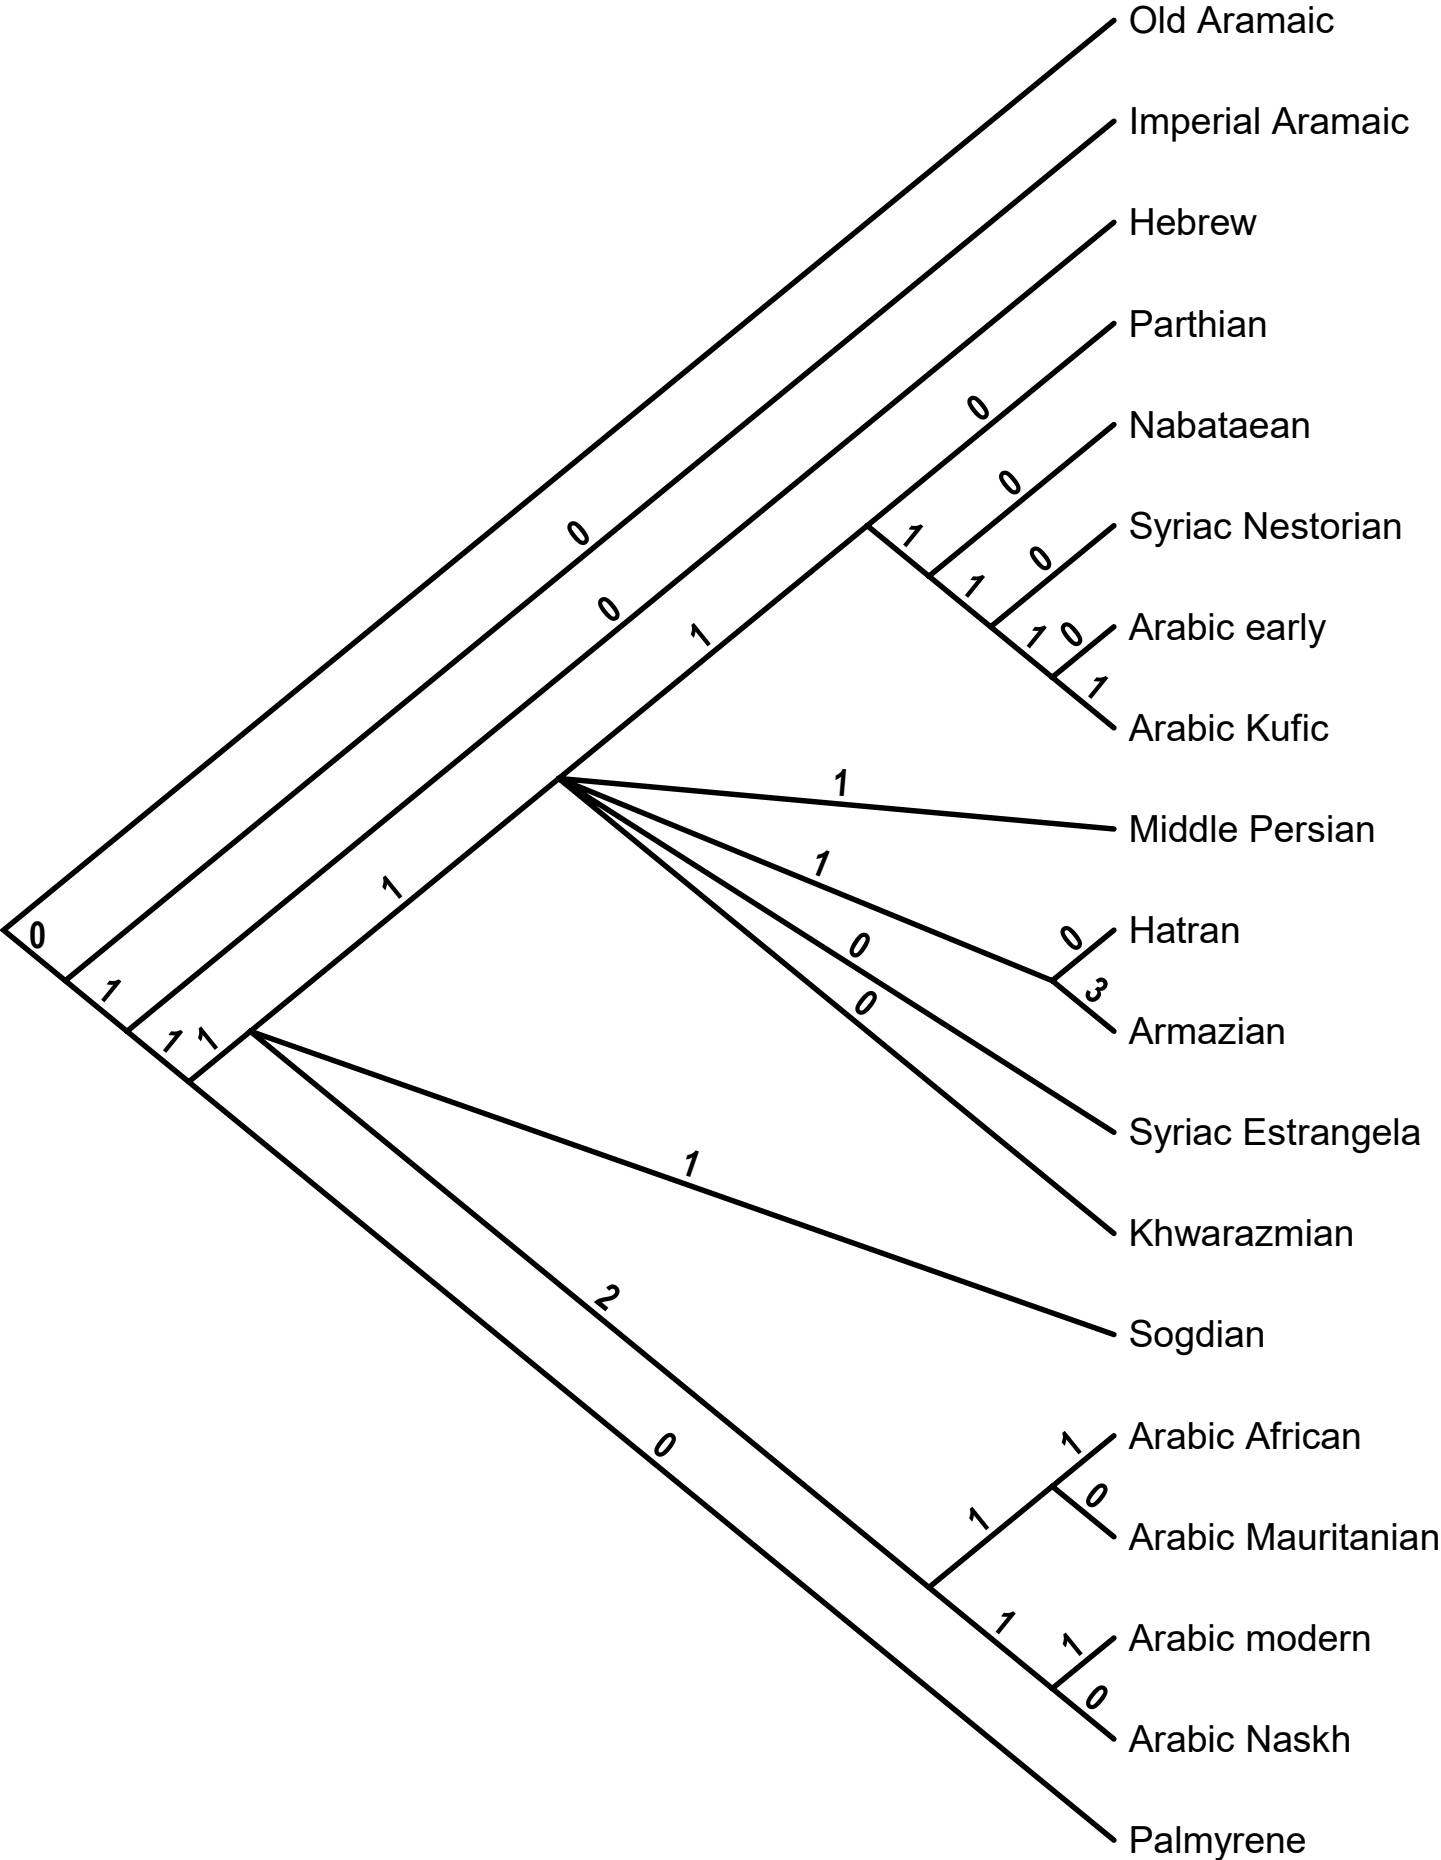 Old Aramaic
Imperial Aramaic
Hebrew
Parthian
0
Nabataean
0
Syriac Nestorian
0
1
0
0
Arabic early
0
1
1
1
0
1
Arabic Kufic
1
Middle Persian
1
1
1
Hatran
0
0
0
3
1
0
Armazian
1
1
Syriac Estrangela
1
Khwarazmian
2
Sogdian
Arabic African
1
0
0
1
Arabic Mauritanian
1
Arabic modern
1
0
Arabic Naskh
Palmyrene